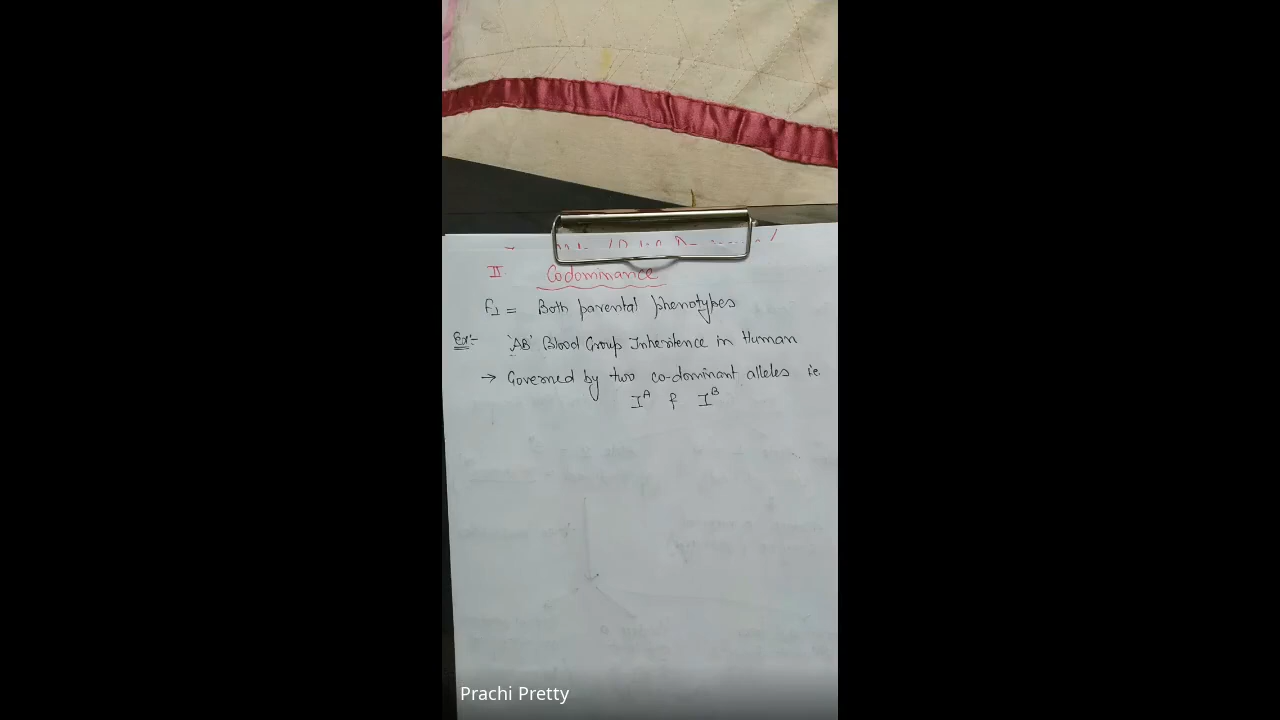 II. Codominance
F1 = Both parental phenotypes
Ex:- 'AB' Blood Group Inheritence in Human
→ Governed by two co-dominant alleles i.e.
I^A & I^B
Prachi Pretty